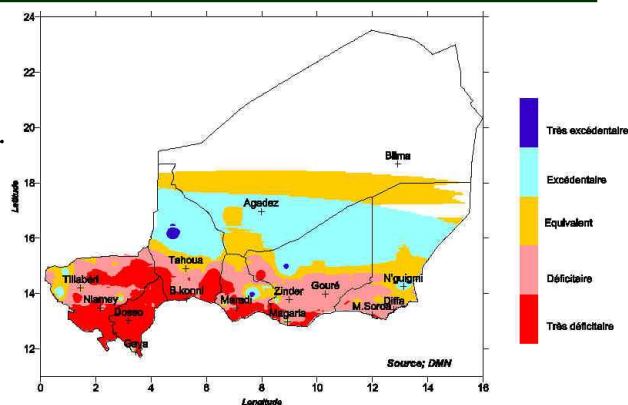 24
22
20
18
16
14
12
Latitude
0
2
4
6
8
10
12
14
16
Longitude
Bilma
Agadez
Tahoua
Tillabéri
Niamey
Dosso
Gaya
B.konni
Maradi
Zinder
Magaria
Gouré
N'guigmi
Diffa
M.Soroa
Source; DMN
Très excédentaire
Excédentaire
Equivalent
Déficitaire
Très déficitaire